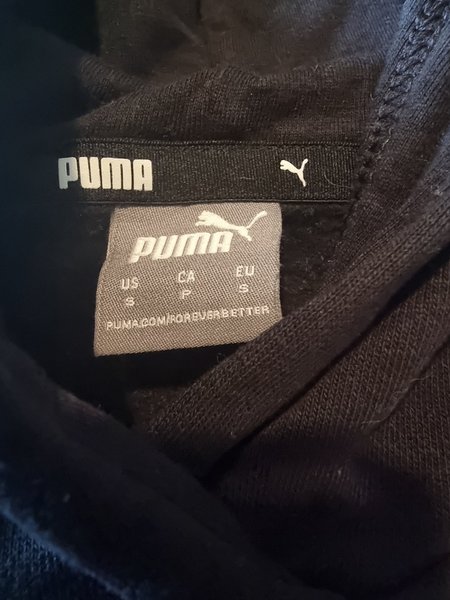 PUMA
PUMA
US CA EU
S P S
PUMA.COM/FOREVERBETTER